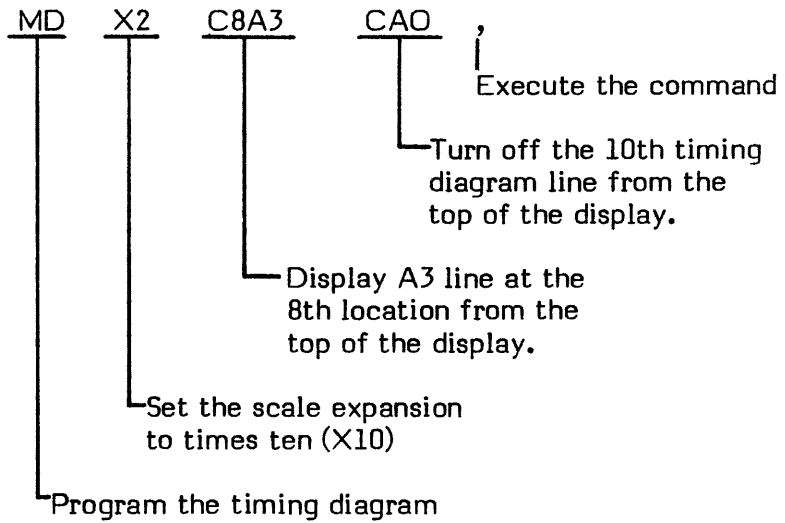 MD X2 C8A3 CAO ,
Execute the command
Turn off the 10th timing
diagram line from the
top of the display.
Display A3 line at the
8th location from the
top of the display.
Set the scale expansion
to times ten (X10)
Program the timing diagram